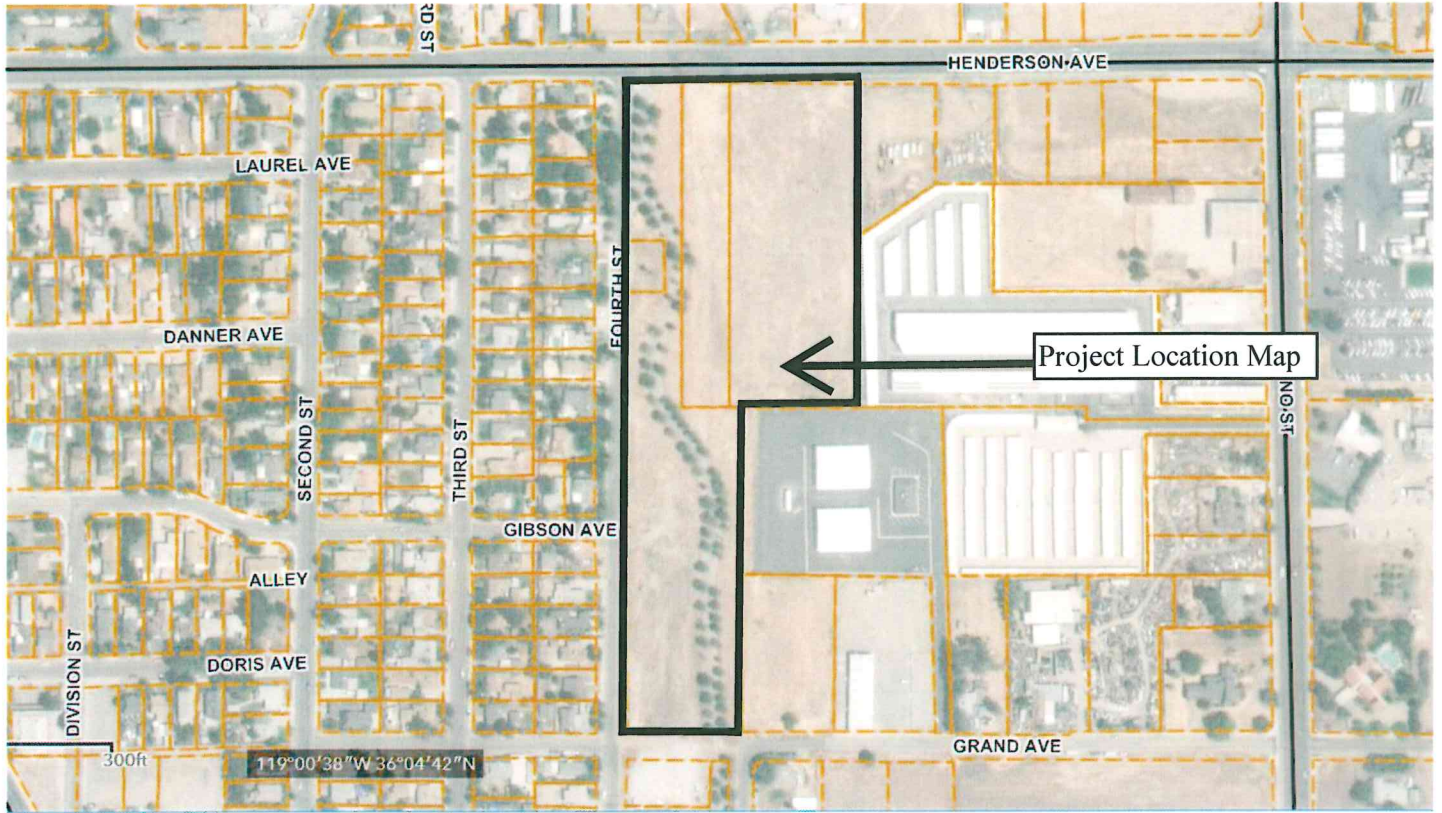 RD ST
HENDERSON AVE
LAUREL AVE
FOURTH ST
DANNER AVE
Project Location Map
NO ST
SECOND ST
THIRD ST
GIBSON AVE
ALLEY
DORIS AVE
DIVISION ST
GRAND AVE
300ft
119°00'38"W 36°04'42"N